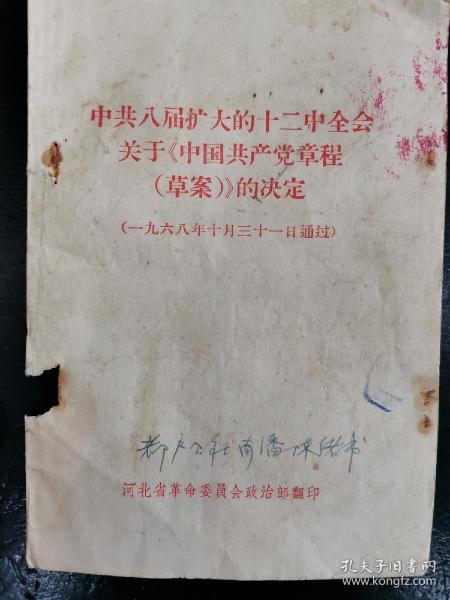 中共八届扩大的十二中全会
关于《中国共产党章程
(草案)》的决定
(一九六八年十月三十一日通过)
河北省革命委員会政治部翻印
孔夫子旧书网
www.kongfz.com